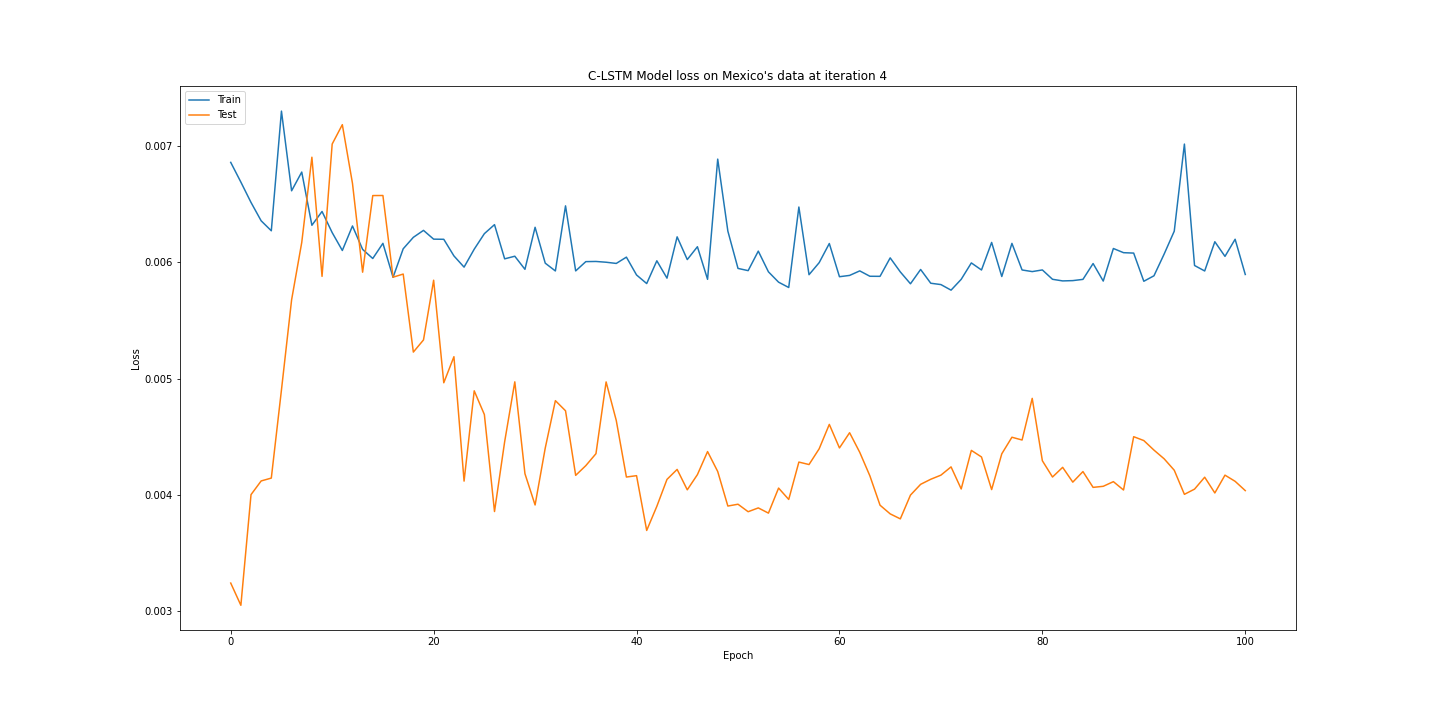 C-LSTM Model loss on Mexico's data at iteration 4
Train
Test
0.007
0.006
0.005
0.004
0.003
Loss
0 20 40 60 80 100
Epoch